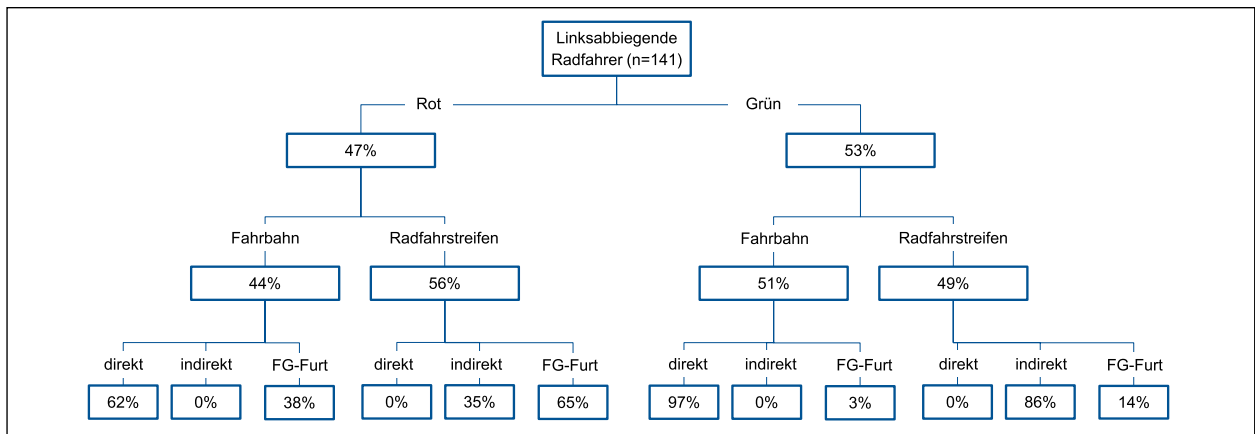 Linksabbiegende
Radfahrer (n=141)
Rot
Grün
47%
53%
Fahrbahn
Radfahrstreifen
Fahrbahn
Radfahrstreifen
44%
56%
51%
49%
direkt
indirekt
FG-Furt
direkt
indirekt
FG-Furt
direkt
indirekt
FG-Furt
direkt
indirekt
FG-Furt
62%
0%
38%
0%
35%
65%
97%
0%
3%
0%
86%
14%